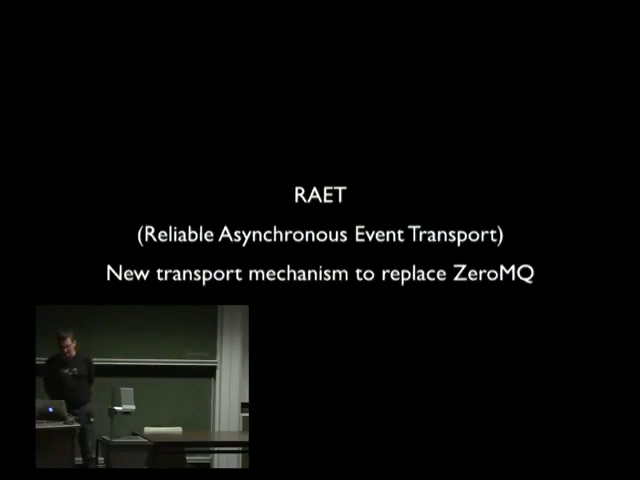 RAET
(Reliable Asynchronous Event Transport)
New transport mechanism to replace ZeroMQ